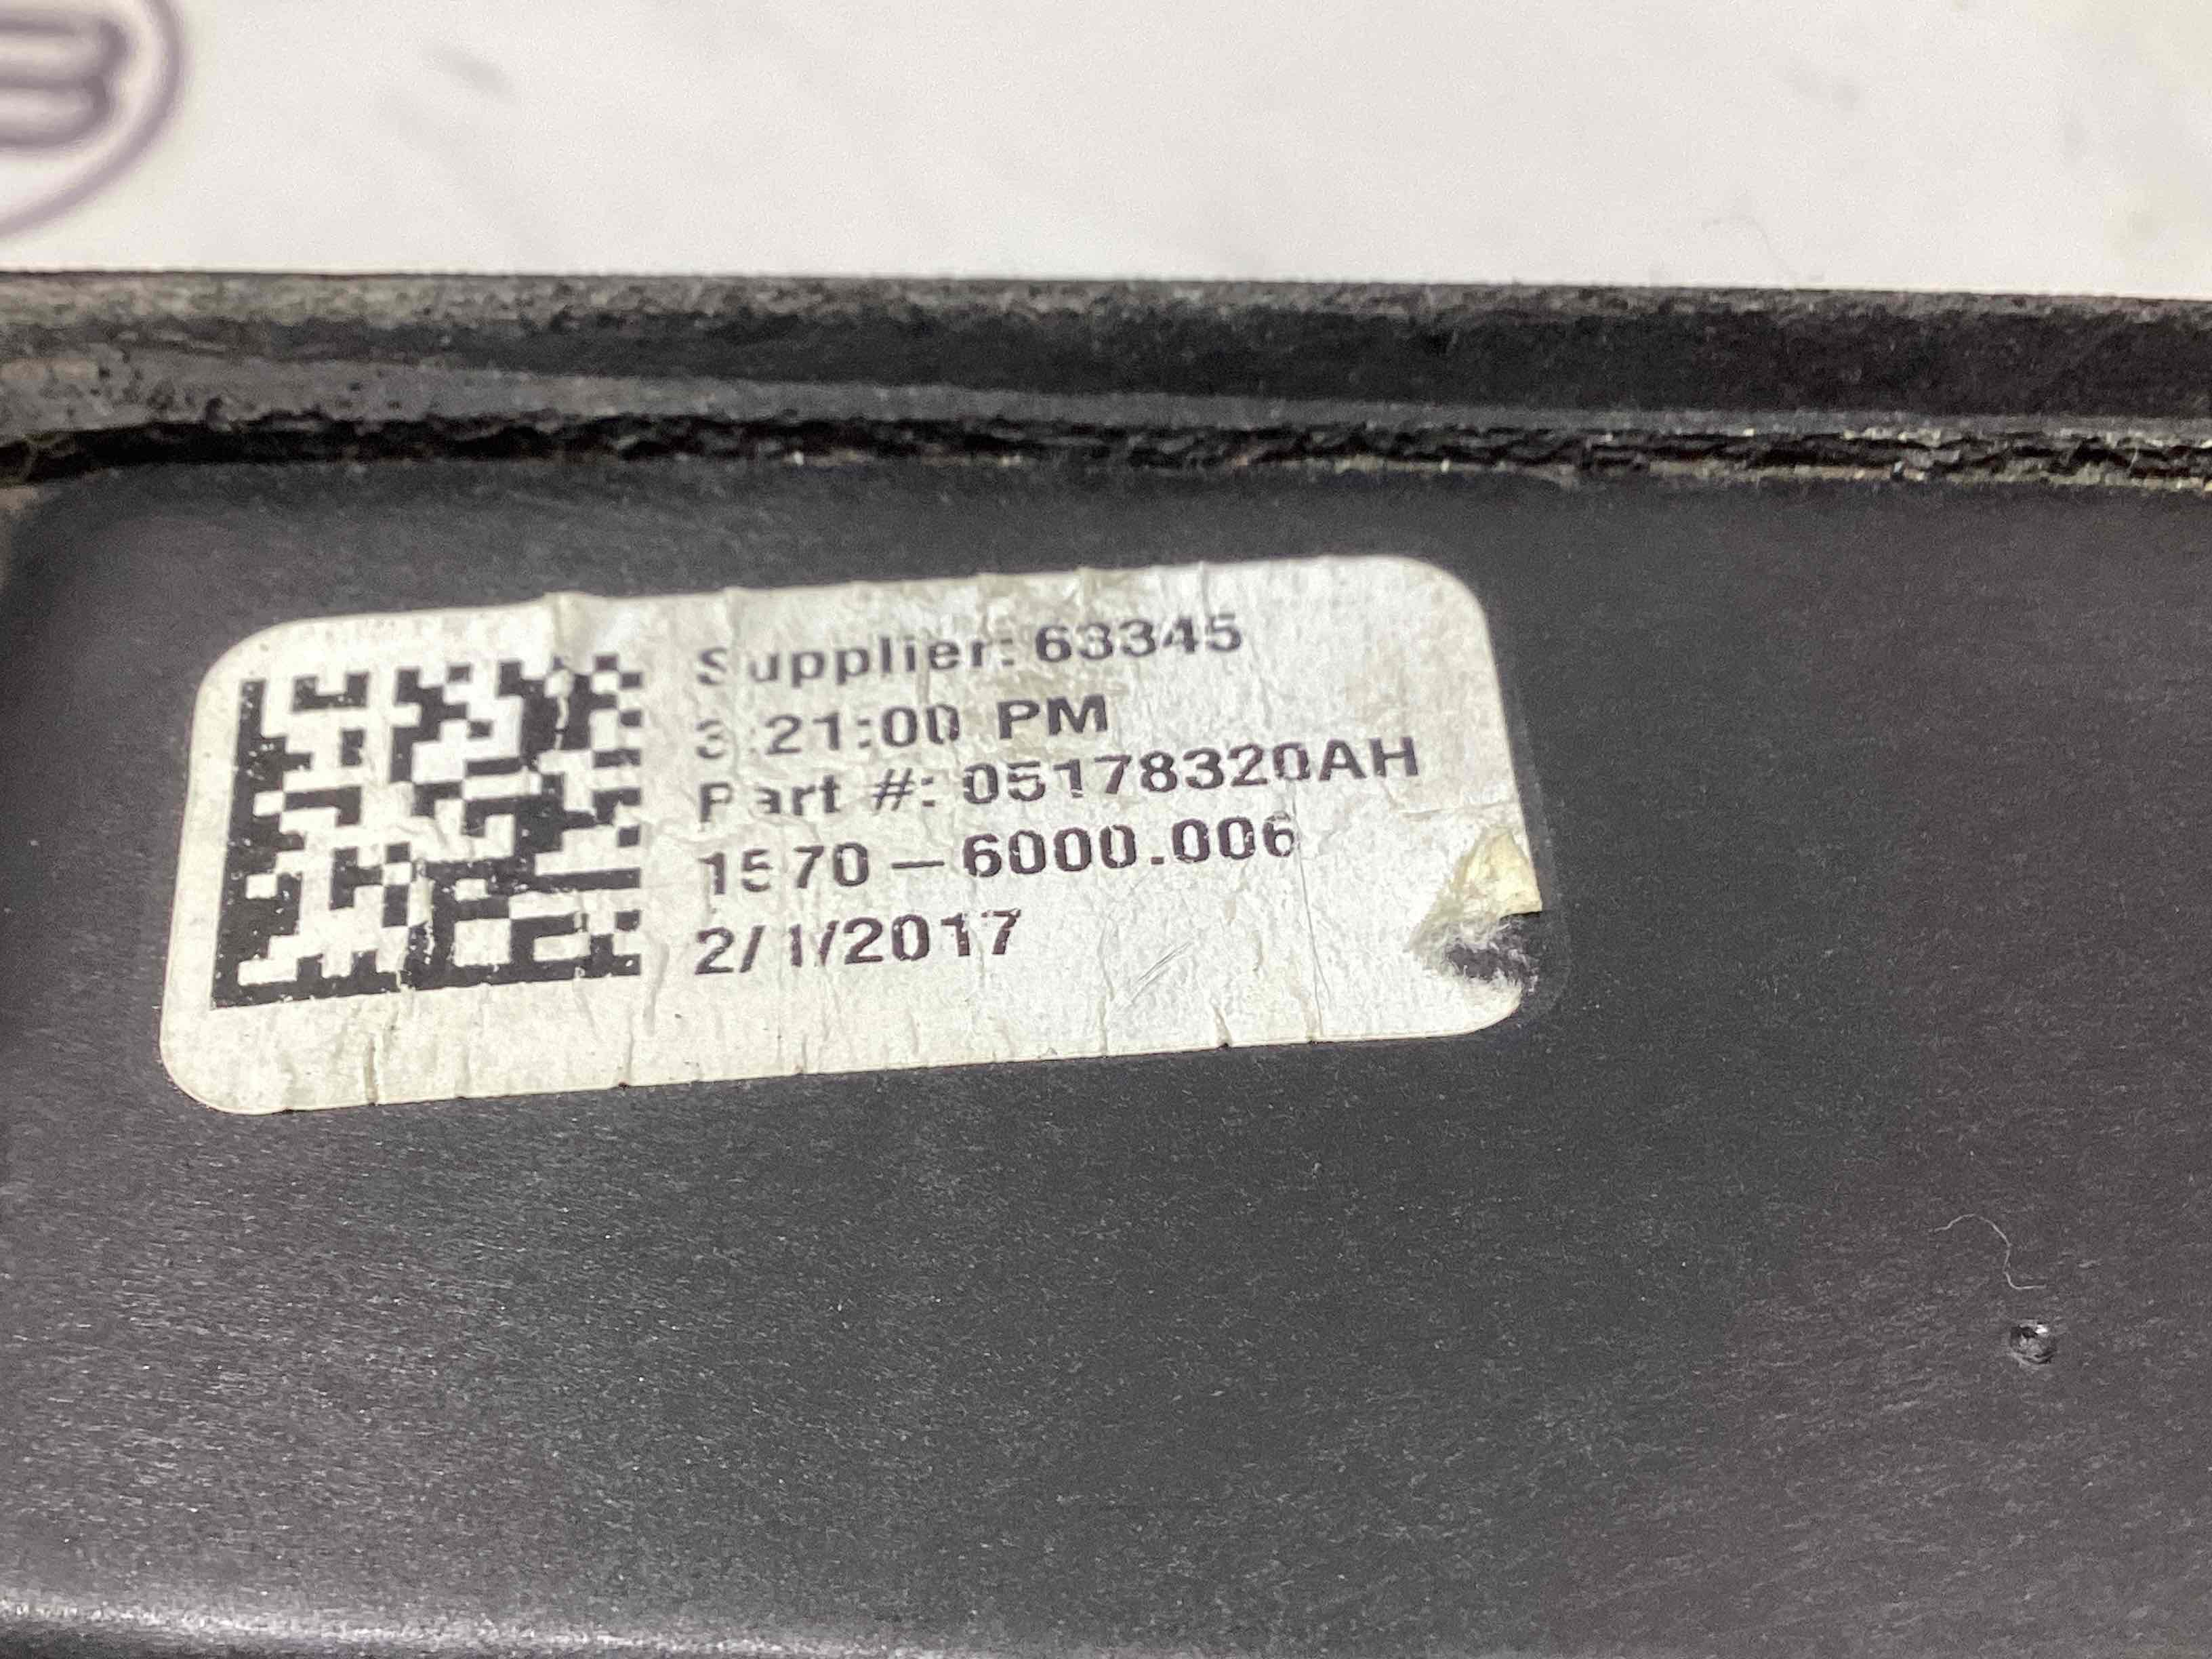 Supplier: 63345
3:21:00 PM
Part #: 05178320AH
1570-6000.006
2/1/2017